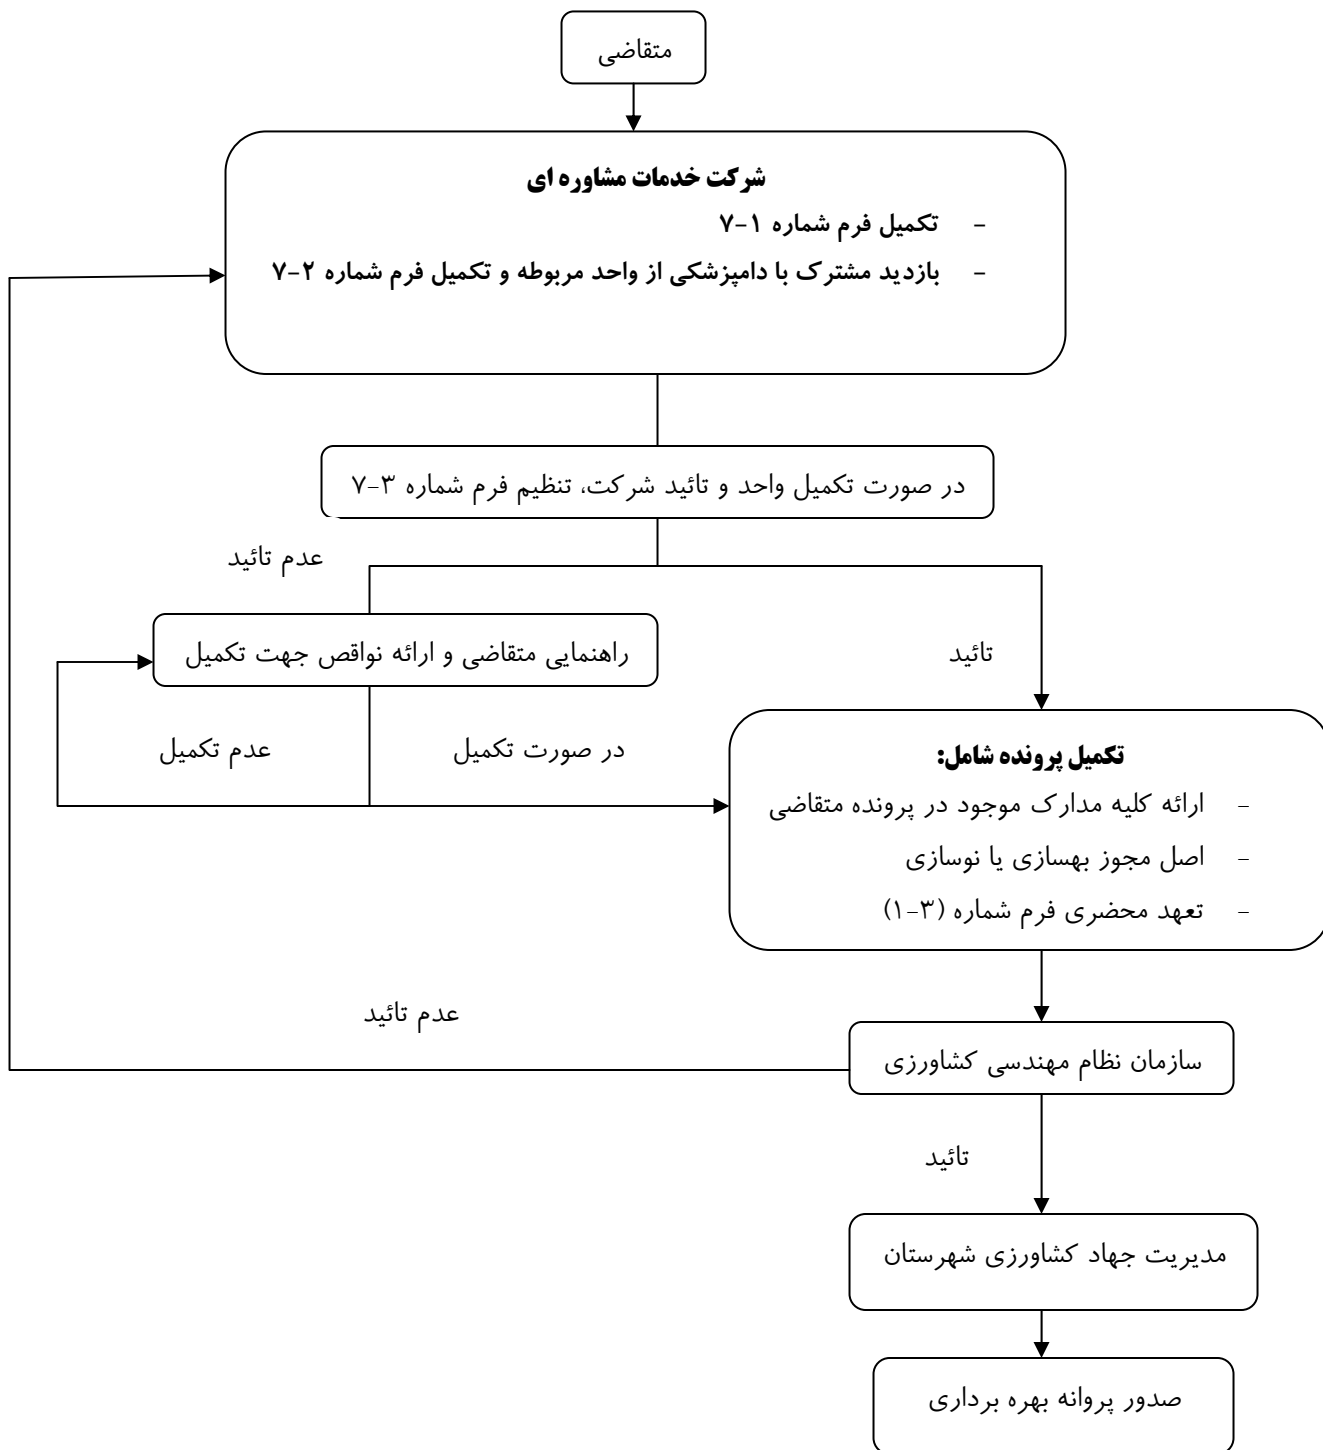 متقاضی
شرکت خدمات مشاوره ای
- تکمیل فرم شماره ۱-۷
- بازدید مشترک با دامپزشکی از واحد مربوطه و تکمیل فرم شماره ۲-۷
در صورت تکمیل واحد و تائید شرکت، تنظیم فرم شماره ۳-۷
عدم تائید
تائید
راهنمایی متقاضی و ارائه نواقص جهت تکمیل
در صورت تکمیل
عدم تکمیل
تکمیل پرونده شامل:
- ارائه کلیه مدارک موجود در پرونده متقاضی
- اصل مجوز بهسازی یا نوسازی
- تعهد محضری فرم شماره (۳-۱)
عدم تائید
سازمان نظام مهندسی کشاورزی
تائید
مدیریت جهاد کشاورزی شهرستان
صدور پروانه بهره برداری